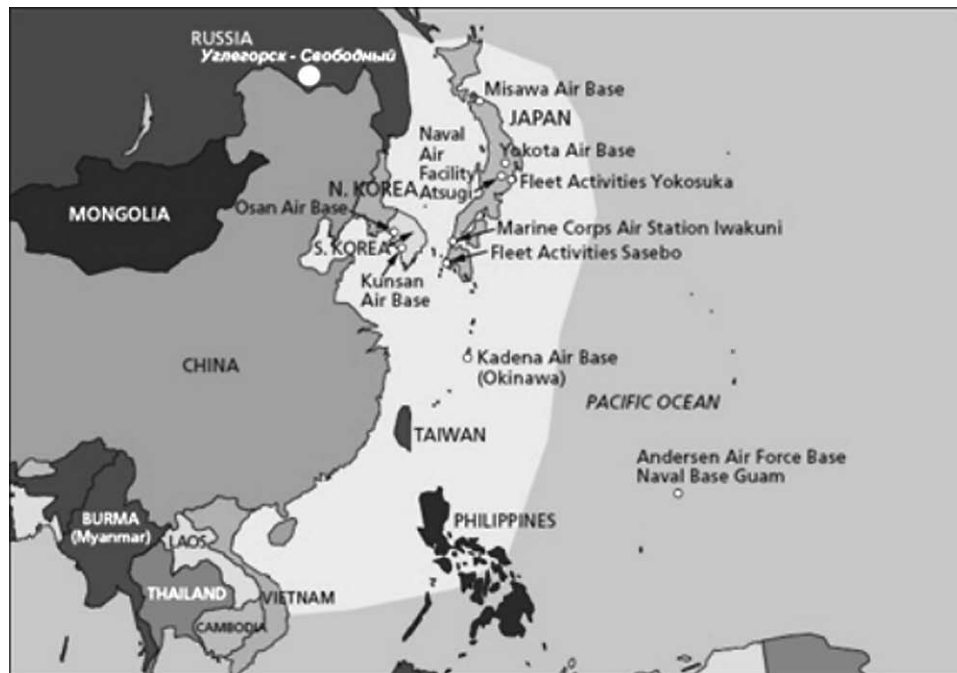 RUSSIA
Углегорск - Свободный
Misawa Air Base
JAPAN
Naval
Air
Facility
Atsugi
Yokota Air Base
Fleet Activities Yokosuka
N. KOREA
Osan Air Base
MONGOLIA
Marine Corps Air Station Iwakuni
S. KOREA
Fleet Activities Sasebo
Kunsan
Air Base
CHINA
Kadena Air Base
(Okinawa)
PACIFIC OCEAN
TAIWAN
Andersen Air Force Base
Naval Base Guam
BURMA
(Myanmar)
PHILIPPINES
LAOS
THAILAND
VIETNAM
CAMBODIA